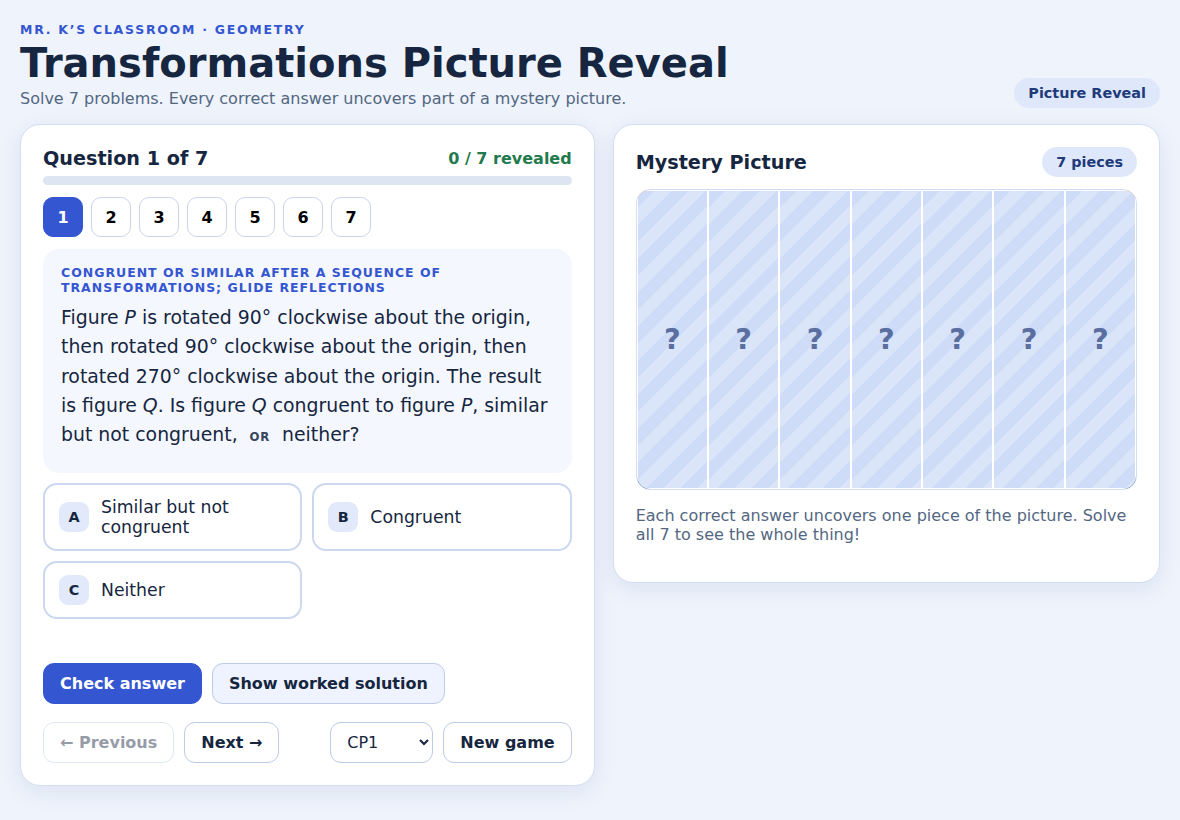 MR. K’S CLASSROOM · GEOMETRY
Transformations Picture Reveal
Solve 7 problems. Every correct answer uncovers part of a mystery picture.
Picture Reveal
Question 1 of 7
0 / 7 revealed
1 2 3 4 5 6 7
CONGRUENT OR SIMILAR AFTER A SEQUENCE OF
TRANSFORMATIONS; GLIDE REFLECTIONS
Figure P is rotated 90° clockwise about the origin,
then rotated 90° clockwise about the origin, then
rotated 270° clockwise about the origin. The result
is figure Q. Is figure Q congruent to figure P, similar
but not congruent, OR neither?
A Similar but not
congruent
B Congruent
C Neither
Check answer
Show worked solution
← Previous
Next →
CP1
New game
Mystery Picture
7 pieces
? ? ? ? ? ? ?
Each correct answer uncovers one piece of the picture. Solve
all 7 to see the whole thing!